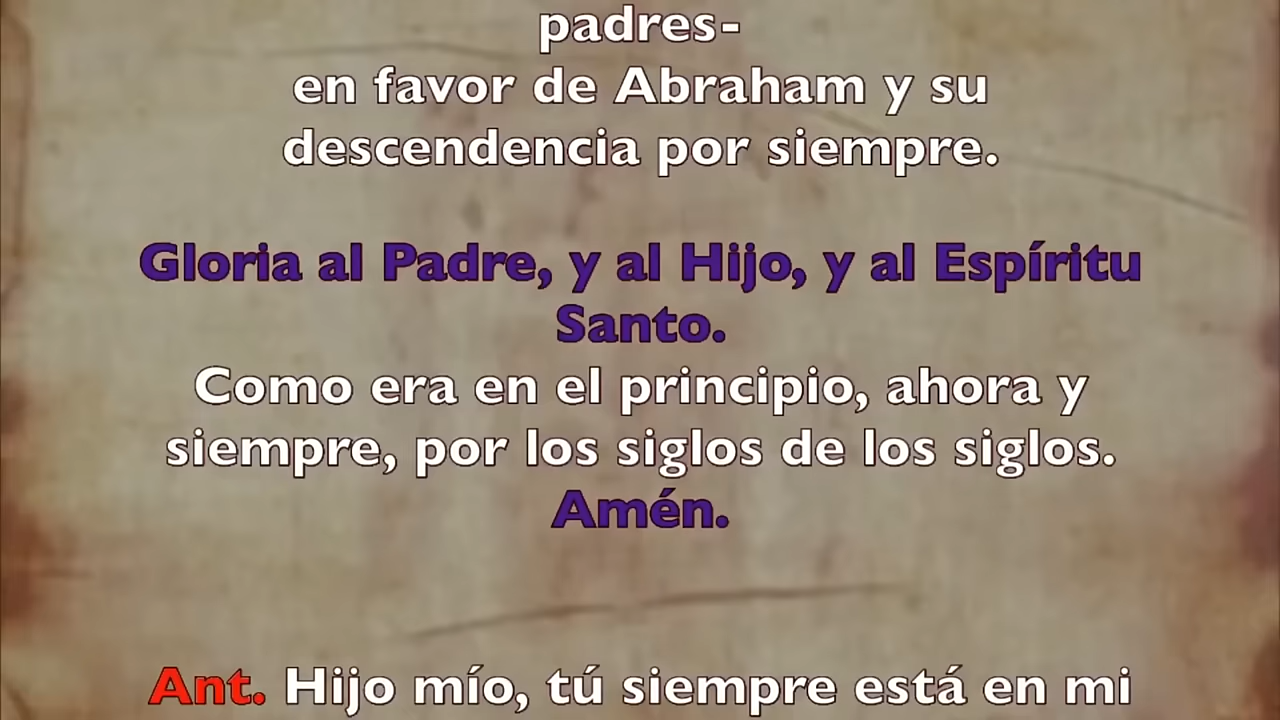 padres-
en favor de Abraham y su
descendencia por siempre.
Gloria al Padre, y al Hijo, y al Espíritu
Santo.
Como era en el principio, ahora y
siempre, por los siglos de los siglos.
Amén.
Ant. Hijo mío, tú siempre está en mi